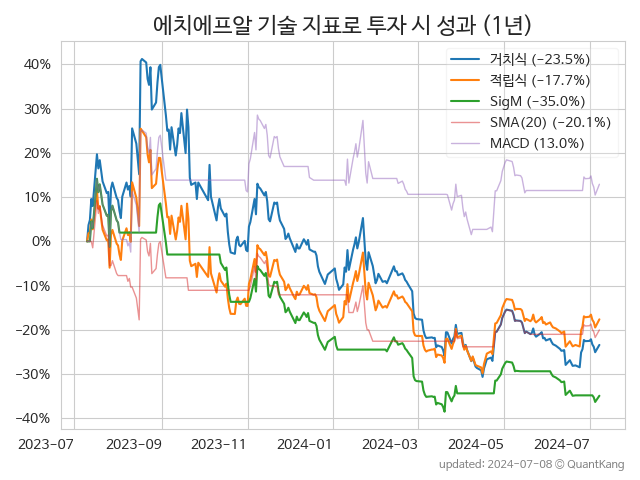 에치에프알 기술 지표로 투자 시 성과 (1년)
거치식 (−23.5%)
적립식 (−17.7%)
SigM (−35.0%)
SMA(20) (−20.1%)
MACD (13.0%)
40%
30%
20%
10%
0%
−10%
−20%
−30%
−40%
2023-07 2023-09 2023-11 2024-01 2024-03 2024-05 2024-07
updated: 2024-07-08 © QuantKang